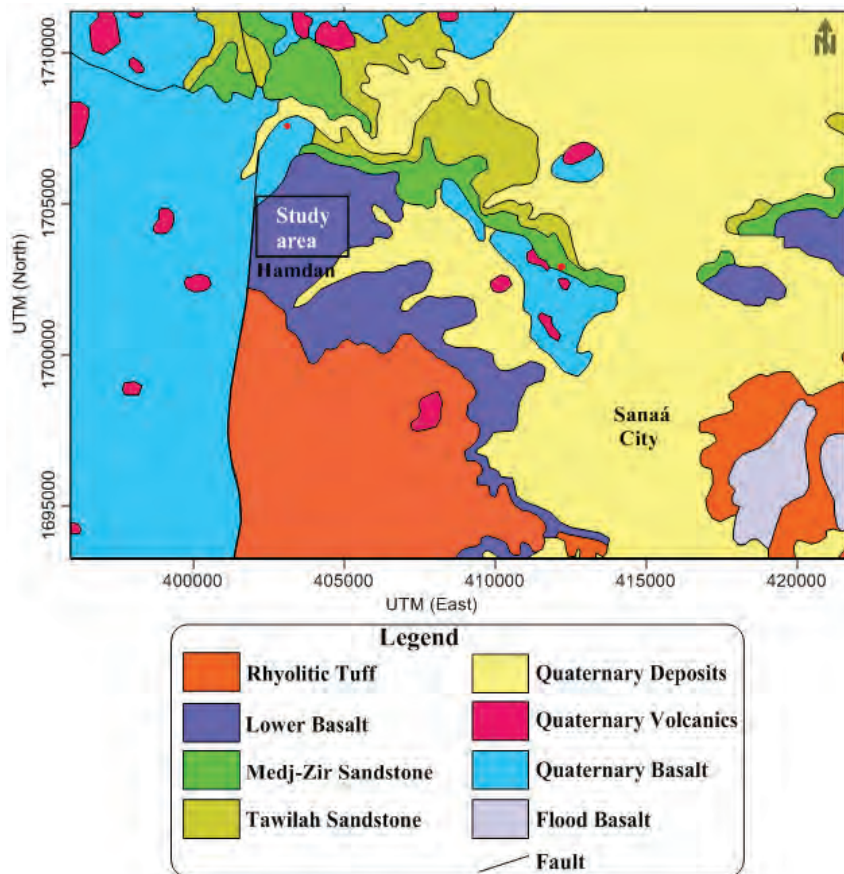 N
1710000
1705000
1700000
1695000
UTM (North)
Study
area
Hamdan
Sanaá
City
400000
405000
410000
415000
420000
UTM (East)
Legend
Rhyolitic Tuff
Quaternary Deposits
Lower Basalt
Quaternary Volcanics
Medj-Zir Sandstone
Quaternary Basalt
Tawilah Sandstone
Flood Basalt
Fault